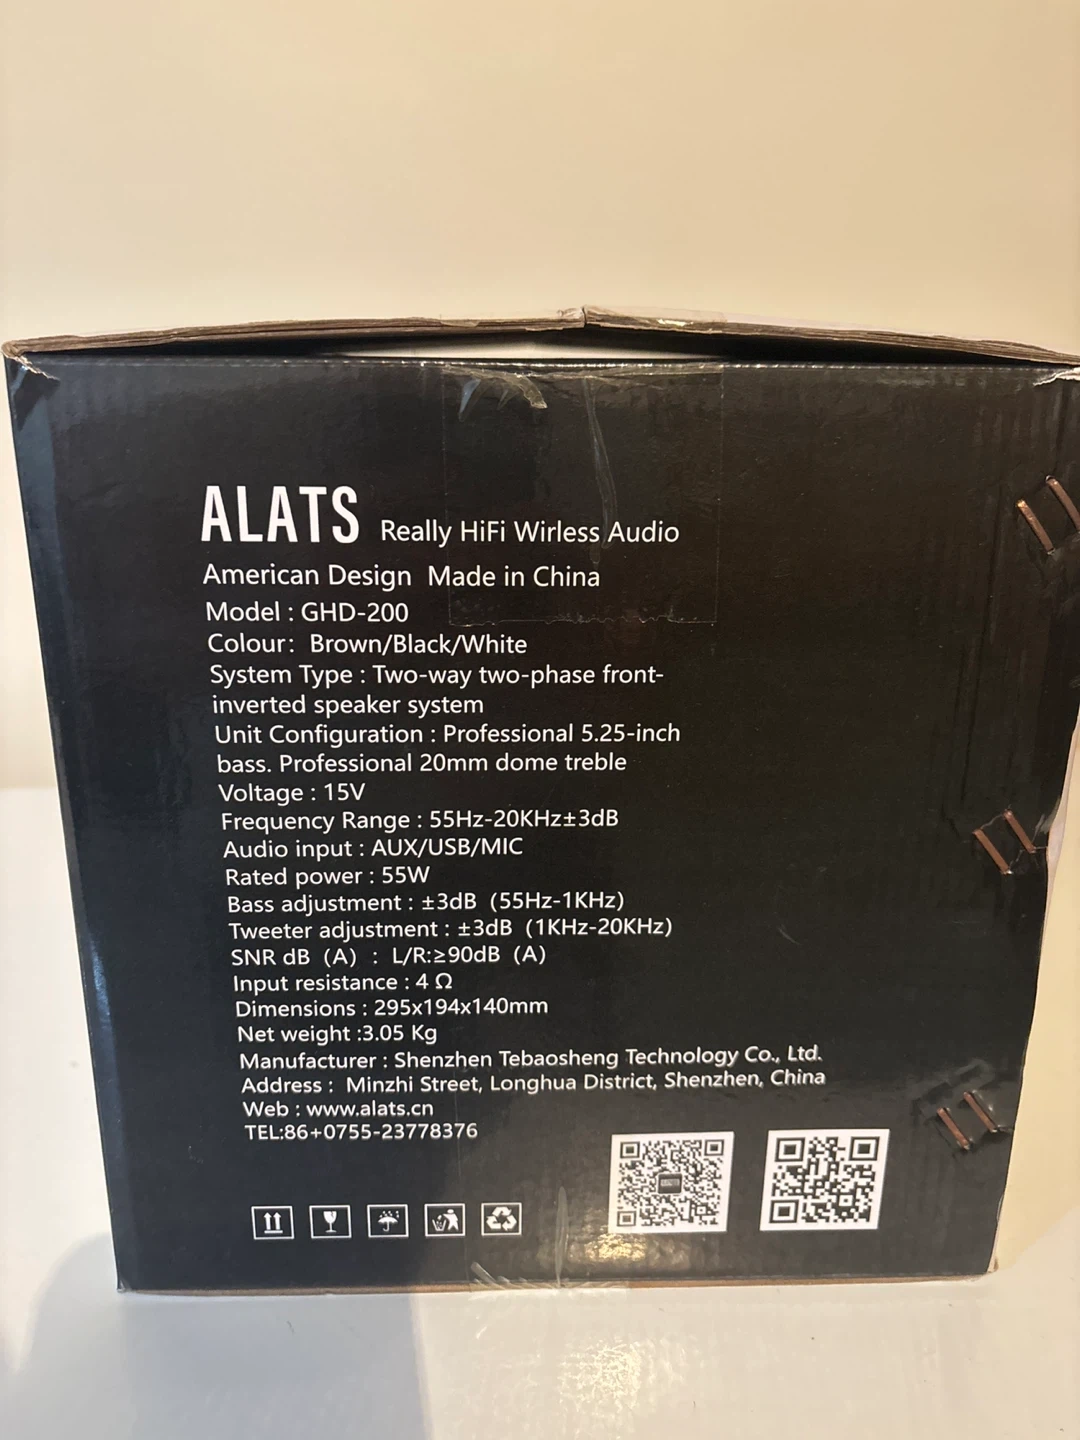 ALATS Really HiFi Wirless Audio
American Design Made in China
Model : GHD-200
Colour: Brown/Black/White
System Type : Two-way two-phase front-
inverted speaker system
Unit Configuration : Professional 5.25-inch
bass. Professional 20mm dome treble
Voltage : 15V
Frequency Range : 55Hz-20KHz±3dB
Audio input : AUX/USB/MIC
Rated power : 55W
Bass adjustment : ±3dB (55Hz-1KHz)
Tweeter adjustment : ±3dB (1KHz-20KHz)
SNR dB (A) : L/R:≥90dB (A)
Input resistance : 4 Ω
Dimensions : 295x194x140mm
Net weight :3.05 Kg
Manufacturer : Shenzhen Tebaosheng Technology Co., Ltd.
Address : Minzhi Street, Longhua District, Shenzhen, China
Web : www.alats.cn
TEL:86+0755-23778376